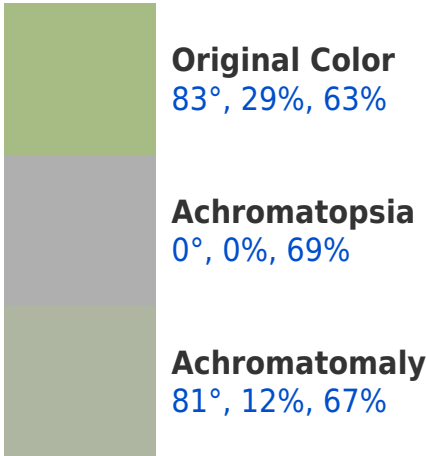 Original Color
83°, 29%, 63%
Achromatopsia
0°, 0%, 69%
Achromatomaly
81°, 12%, 67%